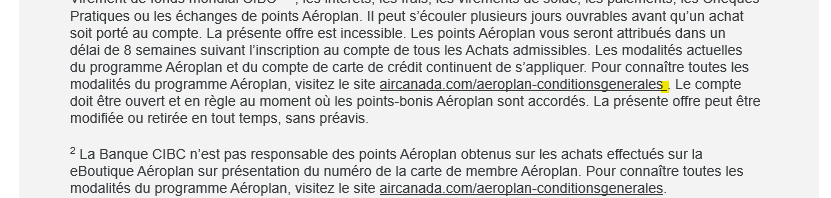 Virement de fonds mondial CIBC , les intérêts, les frais, les virements de solde, les paiements, les Chèques
Pratiques ou les échanges de points Aéroplan. Il peut s’écouler plusieurs jours ouvrables avant qu’un achat
soit porté au compte. La présente offre est incessible. Les points Aéroplan vous seront attribués dans un
délai de 8 semaines suivant l’inscription au compte de tous les Achats admissibles. Les modalités actuelles
du programme Aéroplan et du compte de carte de crédit continuent de s’appliquer. Pour connaître toutes les
modalités du programme Aéroplan, visitez le site aircanada.com/aeroplan-conditionsgenerales . Le compte
doit être ouvert et en règle au moment où les points-bonis Aéroplan sont accordés. La présente offre peut être
modifiée ou retirée en tout temps, sans préavis.
² La Banque CIBC n’est pas responsable des points Aéroplan obtenus sur les achats effectués sur la
eBoutique Aéroplan sur présentation du numéro de la carte de membre Aéroplan. Pour connaître toutes les
modalités du programme Aéroplan, visitez le site aircanada.com/aeroplan-conditionsgenerales.